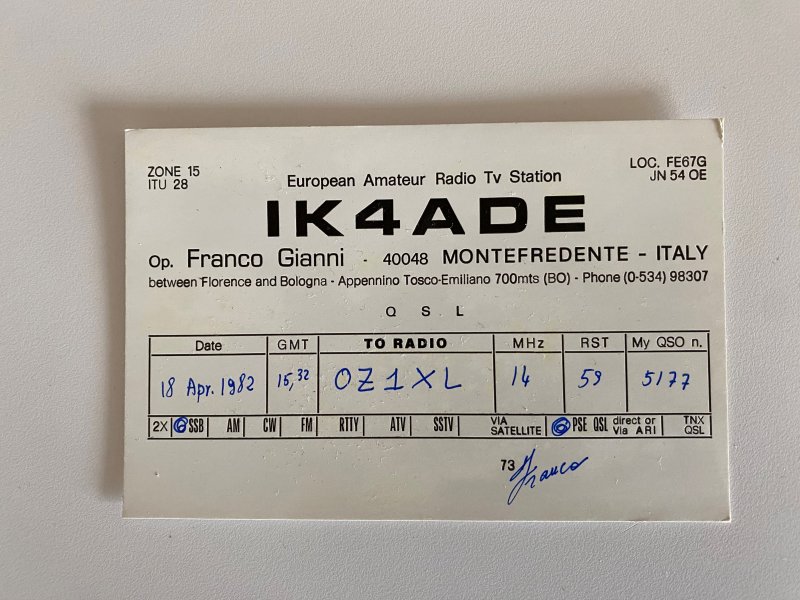 ZONE 15
ITU 28
LOC. FE67G
JN 54 OE
European Amateur Radio Tv Station
IK4ADE
Op. Franco Gianni - 40048 MONTEFREDENTE - ITALY
between Florence and Bologna - Appennino Tosco-Emiliano 700mts (BO) - Phone (0-534) 98307
Q S L
Date GMT TO RADIO MHz RST My QSO n.
18 Apr. 1982 15,32 OZ1XL 14 59 5177
2X SSB AM CW FM RTTY ATV SSTV VIA SATELLITE PSE QSL direct or Via ARI TNX QSL
73 Franco